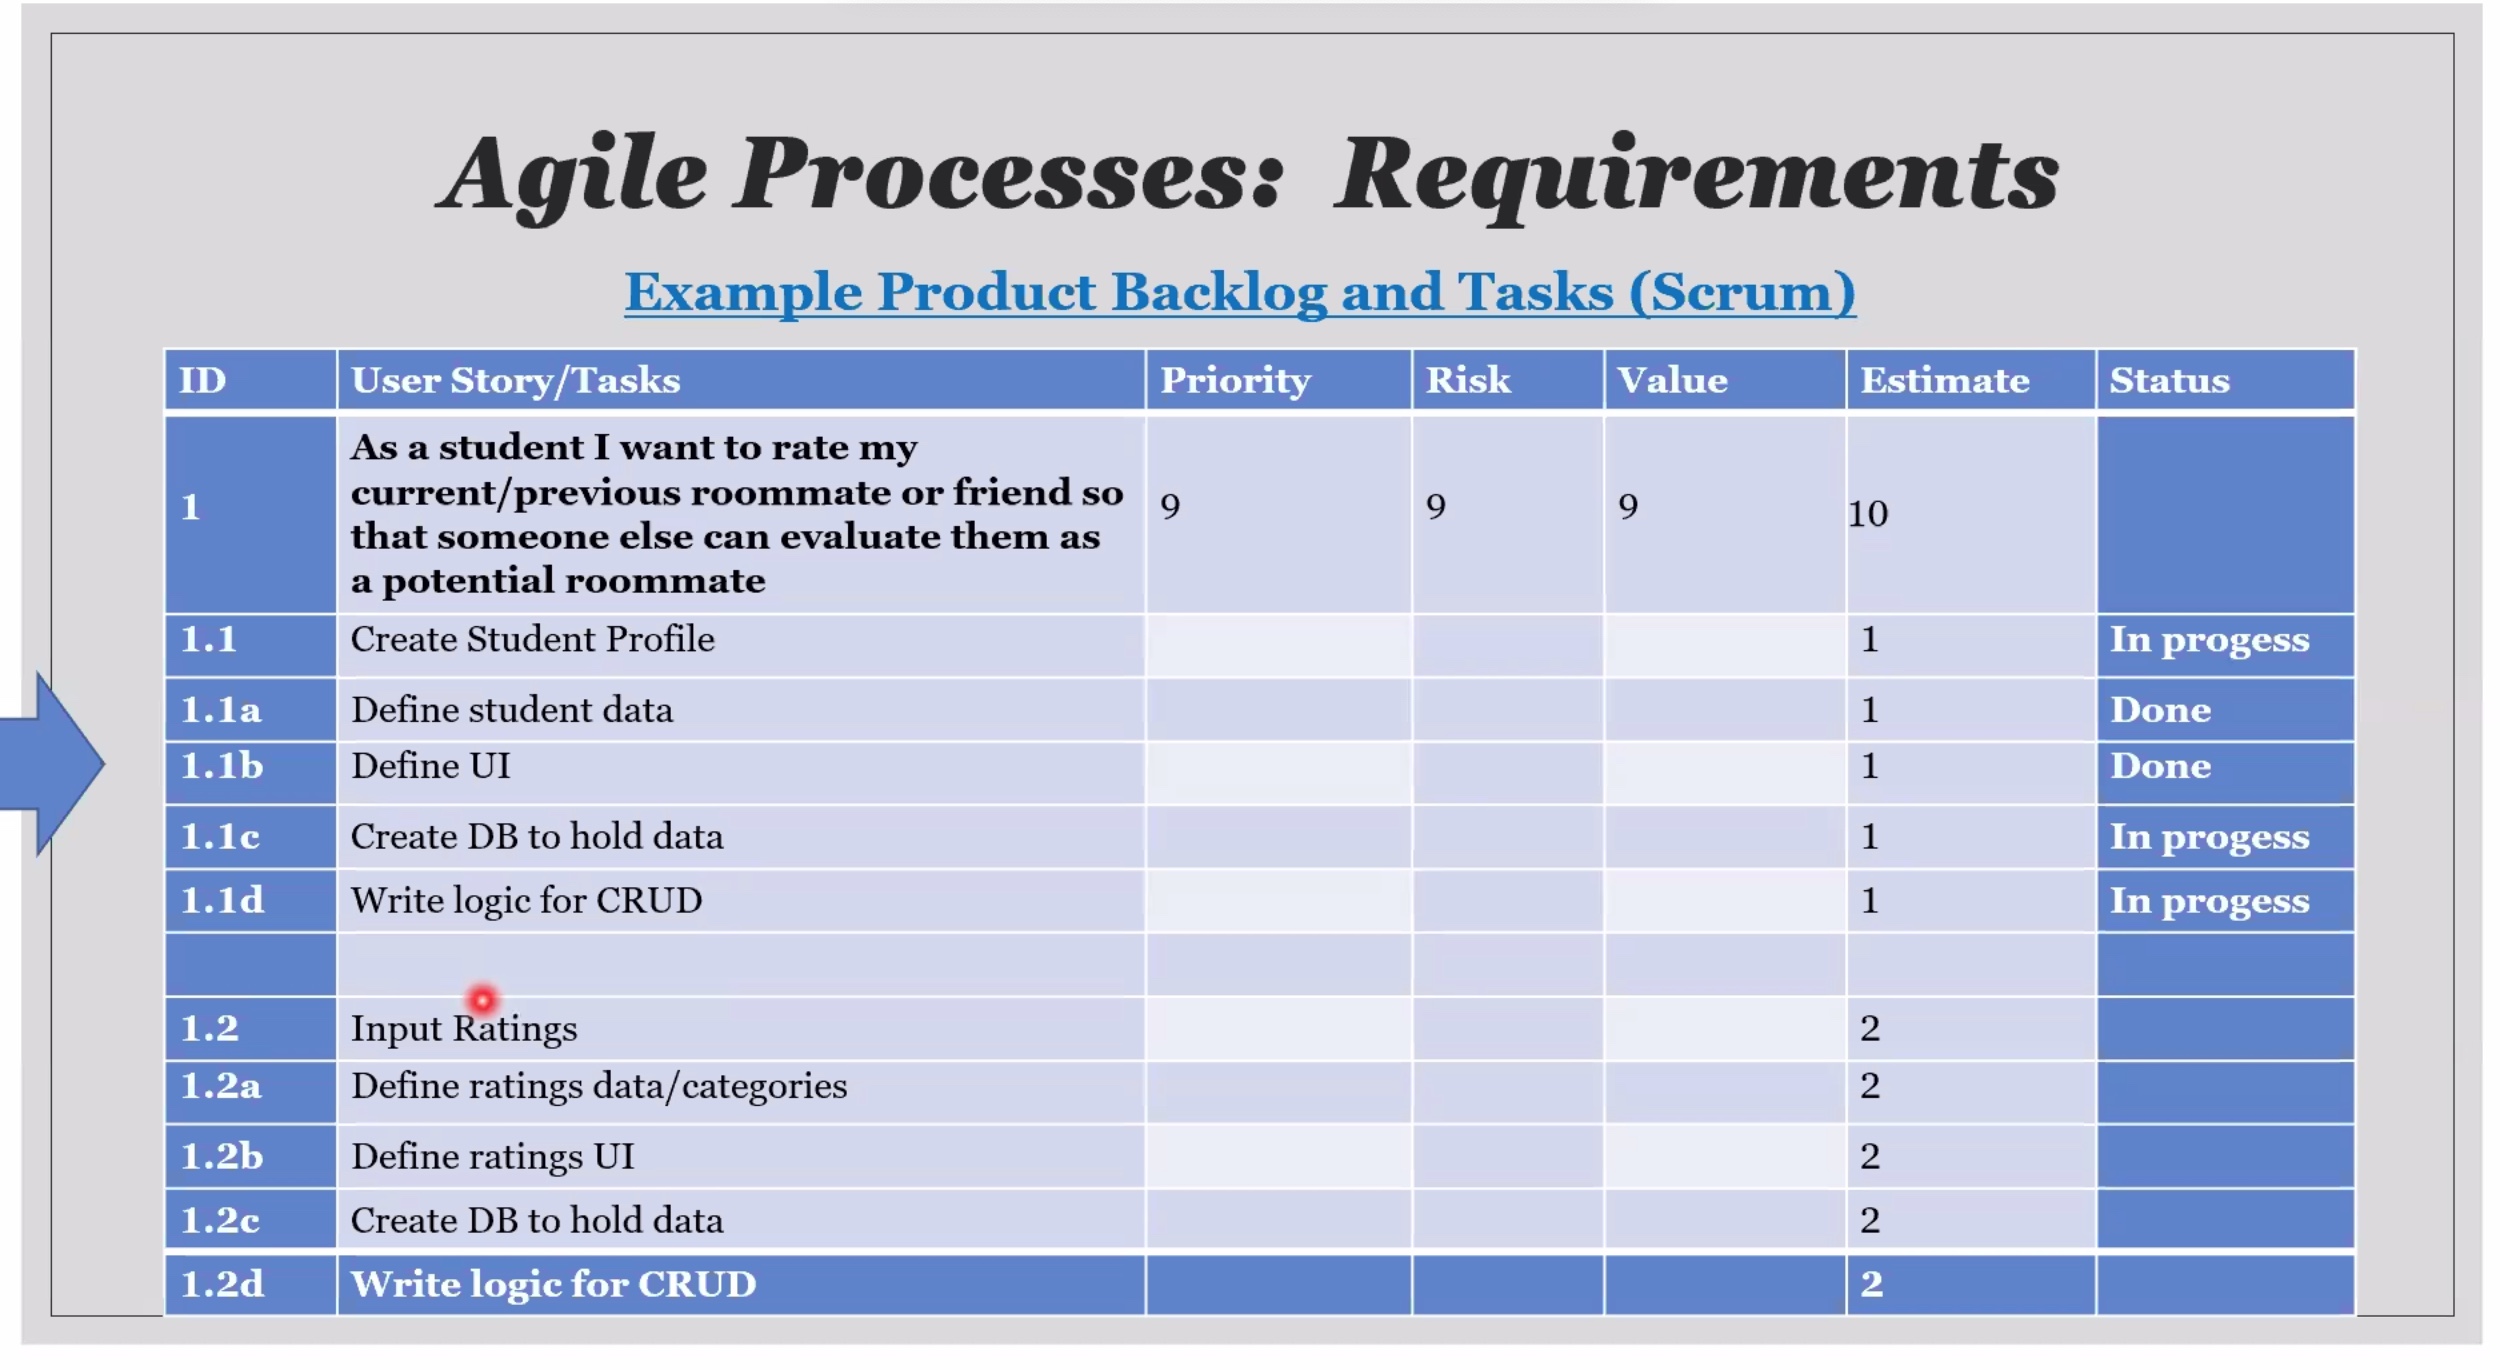 Agile Processes:  Requirements
Example Product Backlog and Tasks (Scrum)
ID User Story/Tasks Priority Risk Value Estimate Status
As a student I want to rate my
current/previous roommate or friend so
that someone else can evaluate them as
a potential roommate
1 9 9 9 10
1.1 Create Student Profile 1 In progess
1.1a Define student data 1 Done
1.1b Define UI 1 Done
1.1c Create DB to hold data 1 In progess
1.1d Write logic for CRUD 1 In progess
1.2 Input Ratings 2
1.2a Define ratings data/categories 2
1.2b Define ratings UI 2
1.2c Create DB to hold data 2
1.2d Write logic for CRUD 2